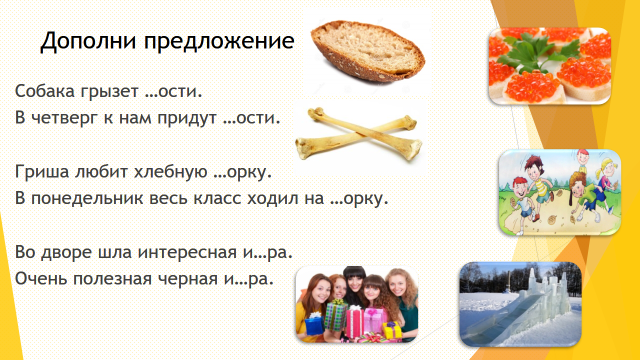 Дополни предложение
Собака грызет …ости.
В четверг к нам придут …ости.
Гриша любит хлебную …орку.
В понедельник весь класс ходил на …орку.
Во дворе шла интересная и…ра.
Очень полезная черная и…ра.